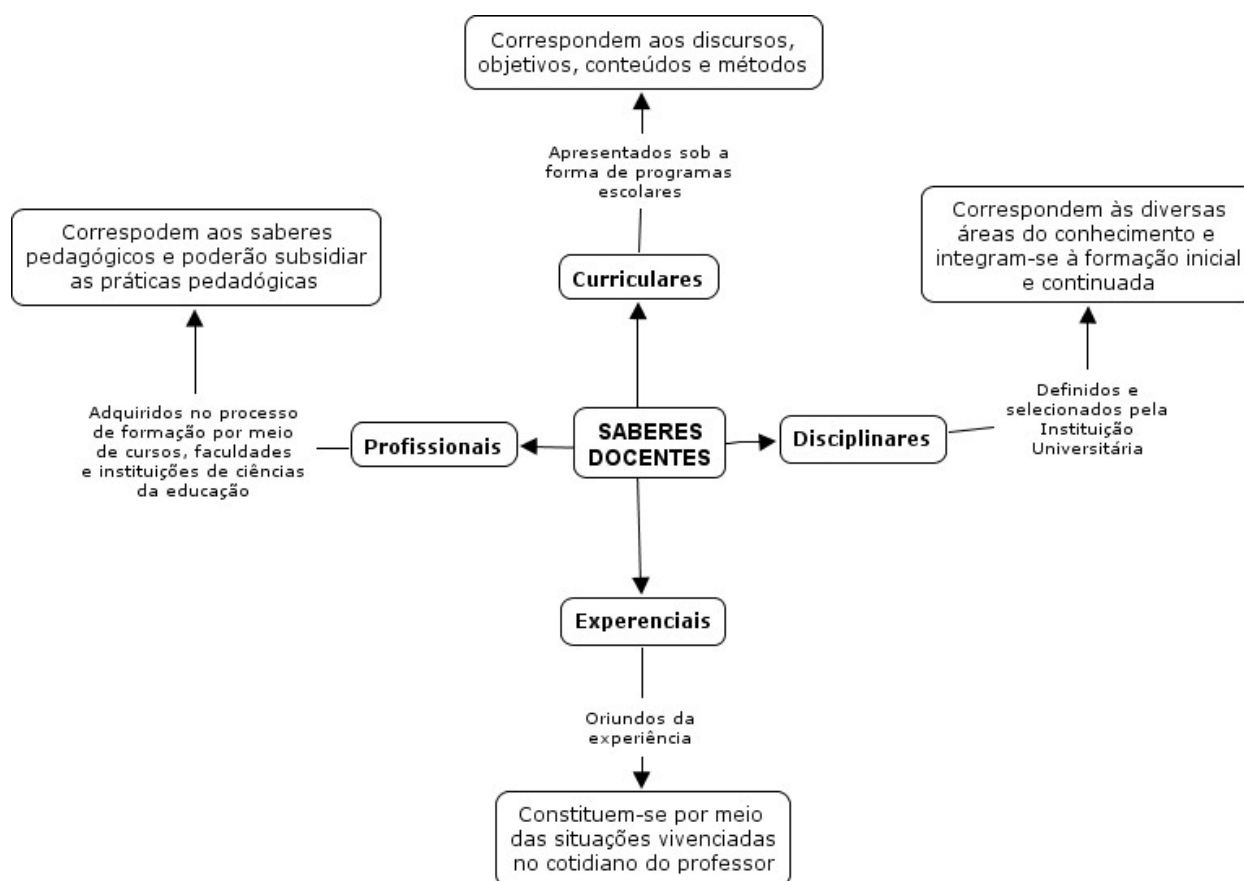 Correspondem aos discursos,
objetivos, conteúdos e métodos
Apresentados sob a
forma de programas
escolares
Curriculares
Correspodem aos saberes
pedagógicos e poderão subsidiar
as práticas pedadógicas
Adquiridos no processo
de formação por meio
de cursos, faculdades
e instituições de ciências
da educação
Profissionais
SABERES
DOCENTES
Disciplinares
Definidos e
selecionados pela
Instituição
Universitária
Correspondem às diversas
áreas do conhecimento e
integram-se à formação inicial
e continuada
Experenciais
Oriundos da
experiência
Constituem-se por meio
das situações vivenciadas
no cotidiano do professor